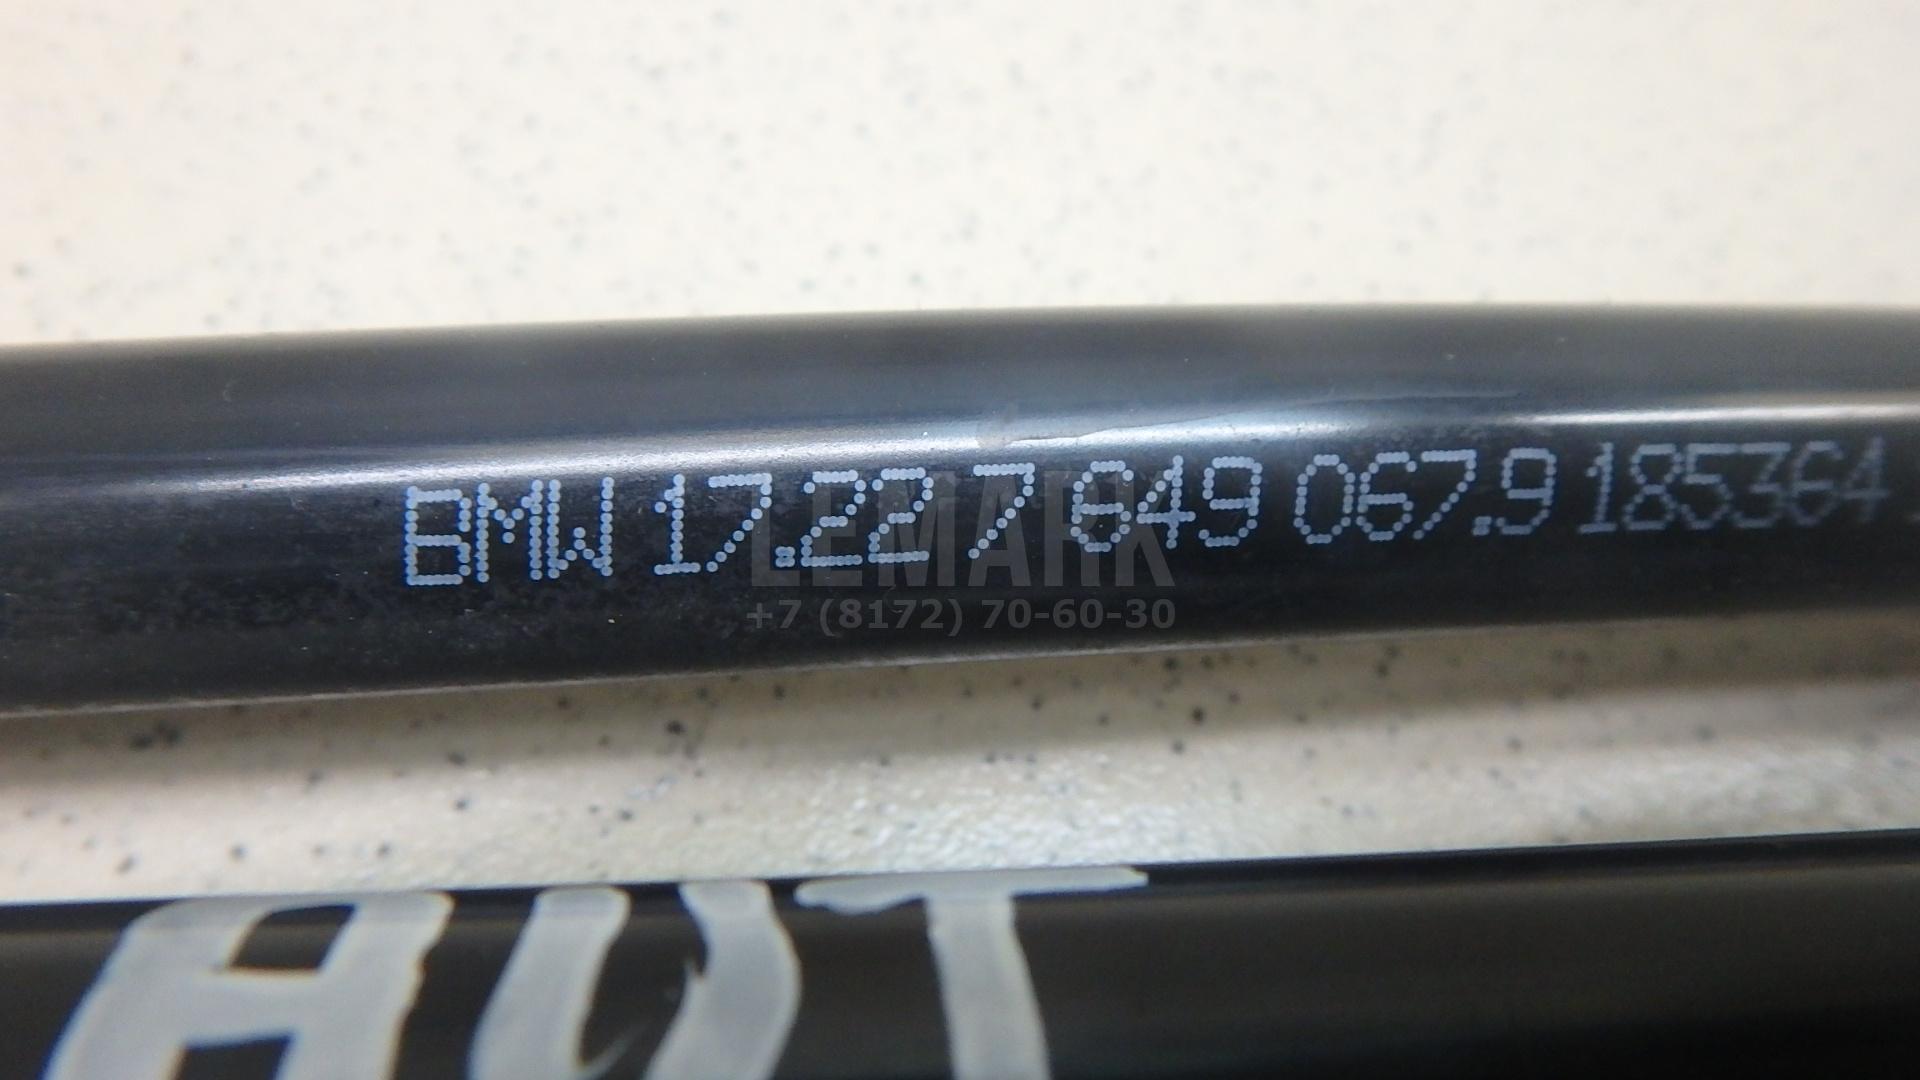 BMW 17.22 7 649 067.9 185364
LEMARK
+7 (8172) 70-60-30